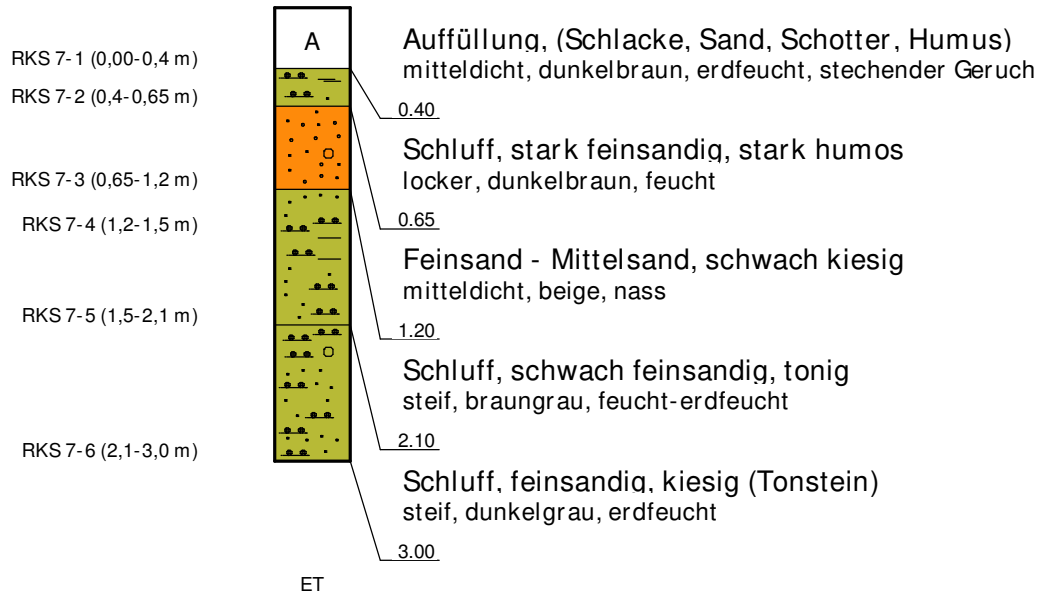 RKS 7-1 (0,00-0,4 m)
RKS 7-2 (0,4-0,65 m)
RKS 7-3 (0,65-1,2 m)
RKS 7-4 (1,2-1,5 m)
RKS 7-5 (1,5-2,1 m)
RKS 7-6 (2,1-3,0 m)
A
Auffüllung, (Schlacke, Sand, Schotter, Humus)
mitteldicht, dunkelbraun, erdfeucht, stechender Geruch
0.40
Schluff, stark feinsandig, stark humos
locker, dunkelbraun, feucht
0.65
Feinsand - Mittelsand, schwach kiesig
mitteldicht, beige, nass
1.20
Schluff, schwach feinsandig, tonig
steif, braungrau, feucht-erdfeucht
2.10
Schluff, feinsandig, kiesig (Tonstein)
steif, dunkelgrau, erdfeucht
3.00
ET